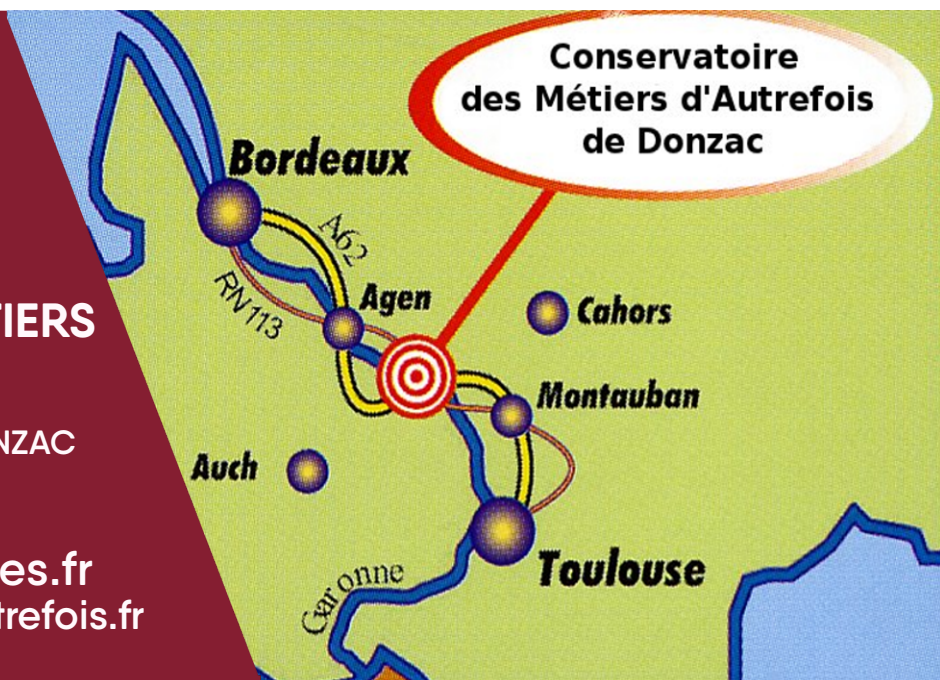 Conservatoire
des Métiers d'Autrefois
de Donzac
Bordeaux
A62
RN113
Agen
Cahors
Montauban
Auch
Toulouse
Garonne
TIERS
NZAC
es.fr
trefois.fr